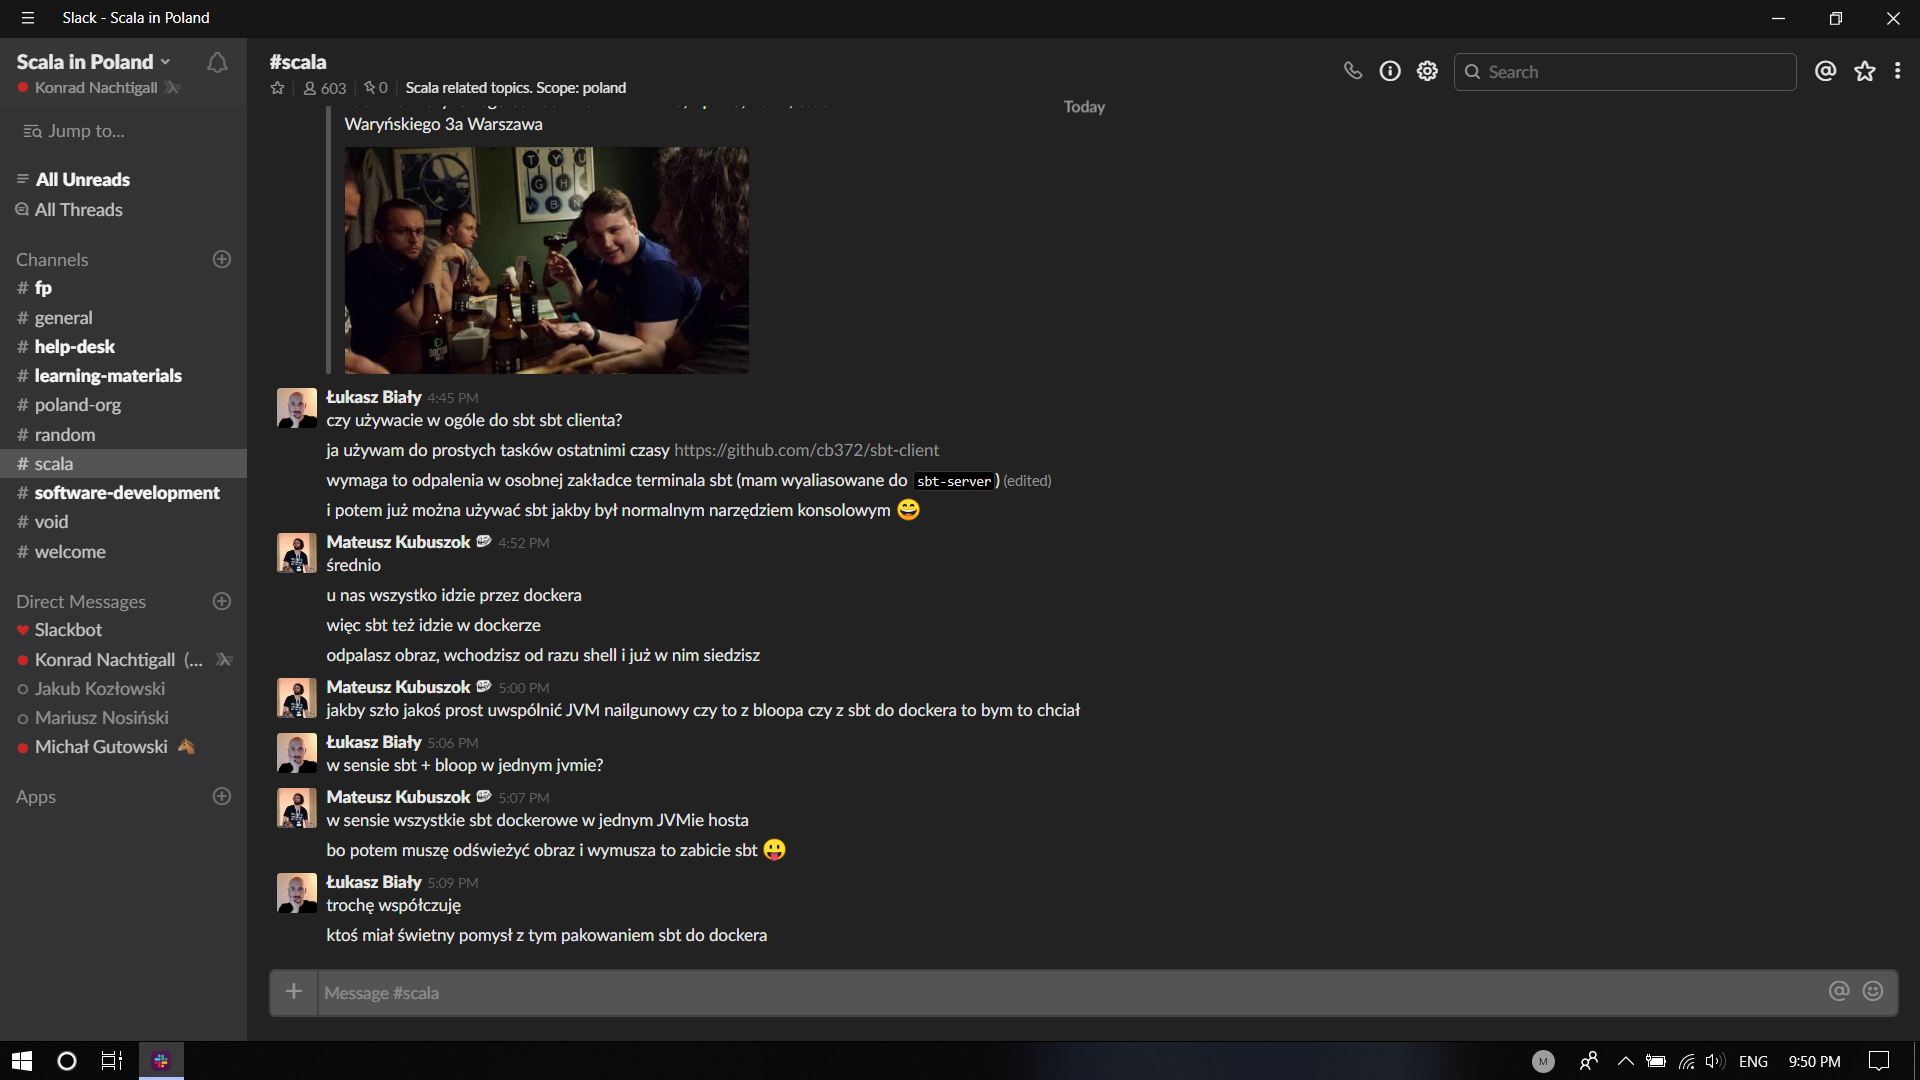 Slack - Scala in Poland
Scala in Poland
Konrad Nachtigall
Jump to...
All Unreads
All Threads
Channels
# fp
# general
# help-desk
# learning-materials
# poland-org
# random
# scala
# software-development
# void
# welcome
Direct Messages
Slackbot
Konrad Nachtigall (...
Jakub Kozłowski
Mariusz Nosiński
Michał Gutowski
Apps
#scala
603
0
Scala related topics. Scope: poland
Search
Today
Waryńskiego 3a Warszawa
T Y U
G H
V B N
DOCTOR
Łukasz Biały 4:45 PM
czy używacie w ogóle do sbt sbt clienta?
ja używam do prostych tasków ostatnimi czasy https://github.com/cb372/sbt-client
wymaga to odpalenia w osobnej zakładce terminala sbt (mam wyaliasowane do sbt-server) (edited)
i potem już można używać sbt jakby był normalnym narzędziem konsolowym 😄
Mateusz Kubuszok 4:52 PM
średnio
u nas wszystko idzie przez dockera
więc sbt też idzie w dockerze
odpalasz obraz, wchodzisz od razu shell i już w nim siedzisz
Mateusz Kubuszok 5:00 PM
jakby szło jakoś prost uwspólnić JVM nailgunowy czy to z bloopa czy z sbt do dockera to bym to chciał
Łukasz Biały 5:06 PM
w sensie sbt + bloop w jednym jvmie?
Mateusz Kubuszok 5:07 PM
w sensie wszystkie sbt dockerowe w jednym JVMie hosta
bo potem muszę odświeżyć obraz i wymusza to zabicie sbt 😛
Łukasz Biały 5:09 PM
trochę współczuję
ktoś miał świetny pomysł z tym pakowaniem sbt do dockera
Message #scala
M
ENG
9:50 PM